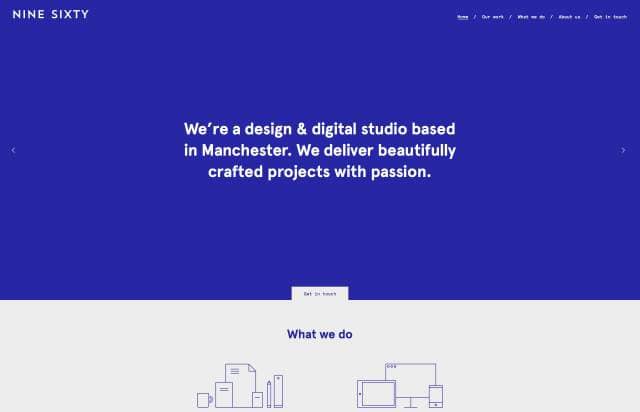 NINE SIXTY
Home / Our work / What we do / About us / Get in touch
We're a design & digital studio based
in Manchester. We deliver beautifully
crafted projects with passion.
Get in touch
What we do